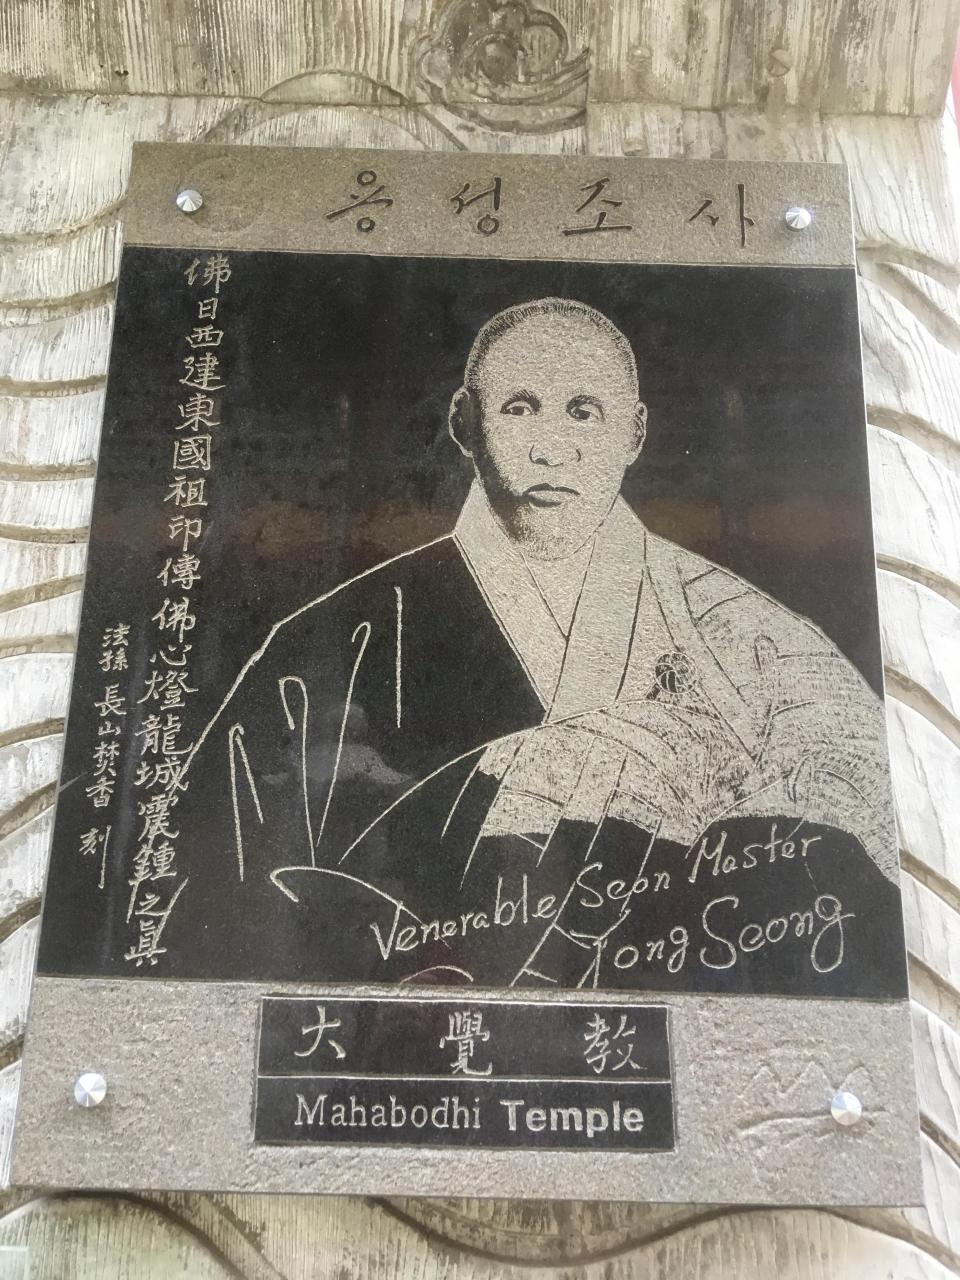 용성조사
佛日西建東國祖印傳佛心燈龍城震鍾之眞
法孫 長山焚香 刻
Venerable Seon Master
Yong Seong
大覺教
Mahabodhi Temple